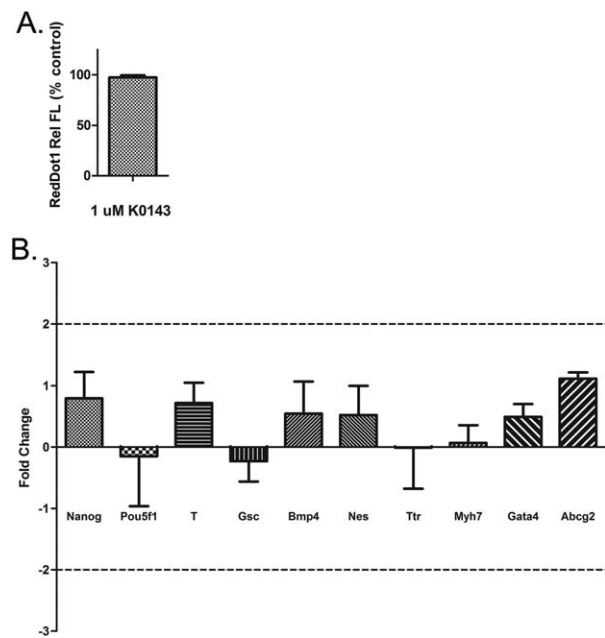 A.
RedDot1 Rel FL (% control)
100
50
0
1 uM K0143
B.
Fold Change
3
2
1
0
-1
-2
-3
Nanog Pou5f1 T Gsc Bmp4 Nes Ttr Myh7 Gata4 Abcg2